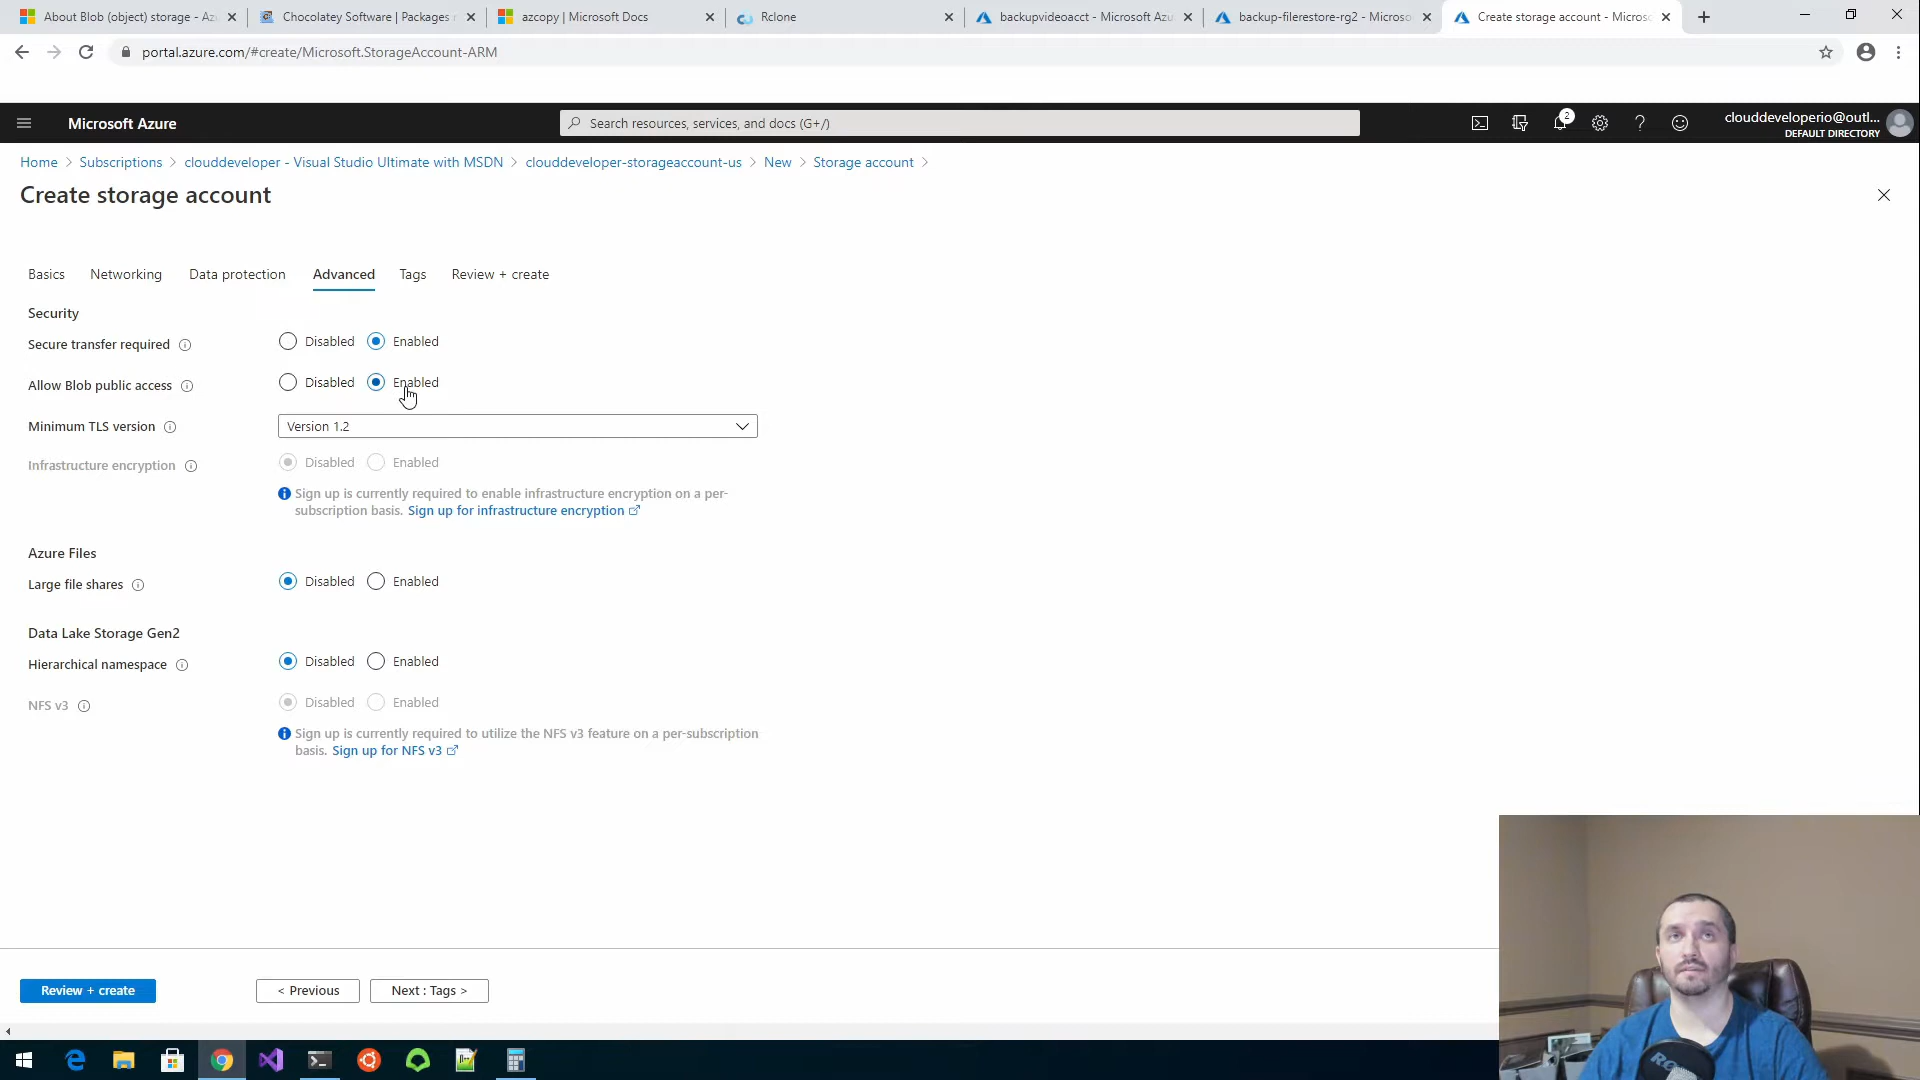 About Blob (object) storage - Az
Chocolatey Software | Packages
azcopy | Microsoft Docs
Rclone
backupvideoacct - Microsoft Azu
backup-filerestore-rg2 - Microso
Create storage account - Micros
portal.azure.com/#create/Microsoft.StorageAccount-ARM
Microsoft Azure
Search resources, services, and docs (G+/)
2
clouddeveloperio@outl...
DEFAULT DIRECTORY
Home > Subscriptions > clouddeveloper - Visual Studio Ultimate with MSDN > clouddeveloper-storageaccount-us > New > Storage account >
Create storage account
Basics Networking Data protection Advanced Tags Review + create
Security
Secure transfer required Disabled Enabled
Allow Blob public access Disabled Enabled
Minimum TLS version Version 1.2
Infrastructure encryption Disabled Enabled
Sign up is currently required to enable infrastructure encryption on a per-
subscription basis. Sign up for infrastructure encryption
Azure Files
Large file shares Disabled Enabled
Data Lake Storage Gen2
Hierarchical namespace Disabled Enabled
NFS v3 Disabled Enabled
Sign up is currently required to utilize the NFS v3 feature on a per-subscription
basis. Sign up for NFS v3
Review + create < Previous Next : Tags >